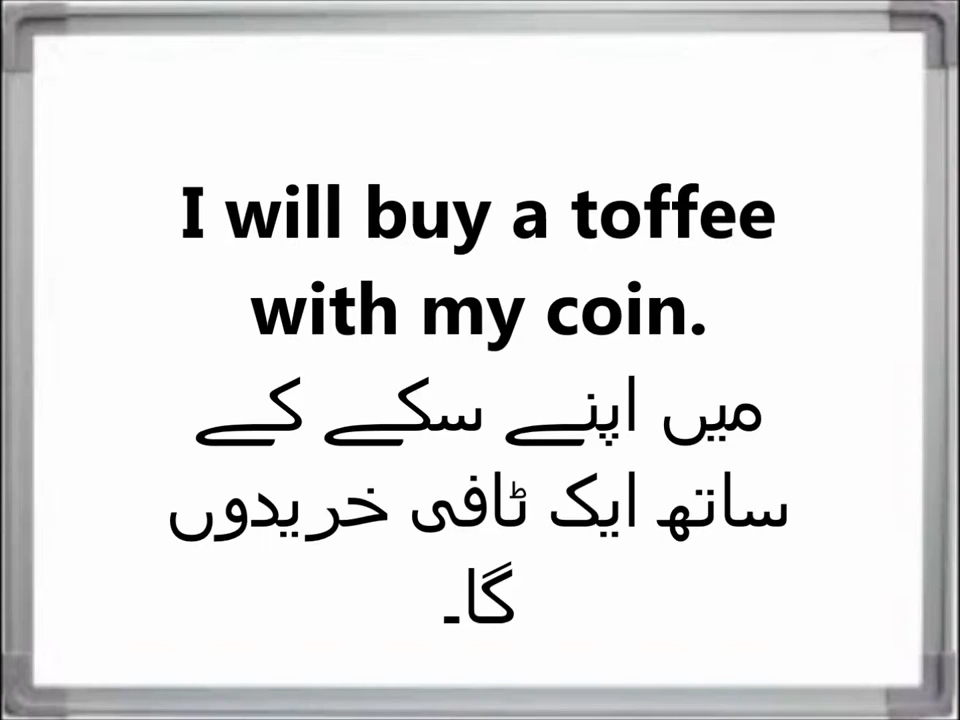 I will buy a toffee
with my coin.
میں اپنے سکے کے
ساتھ ایک ٹافی خریدوں
گا۔